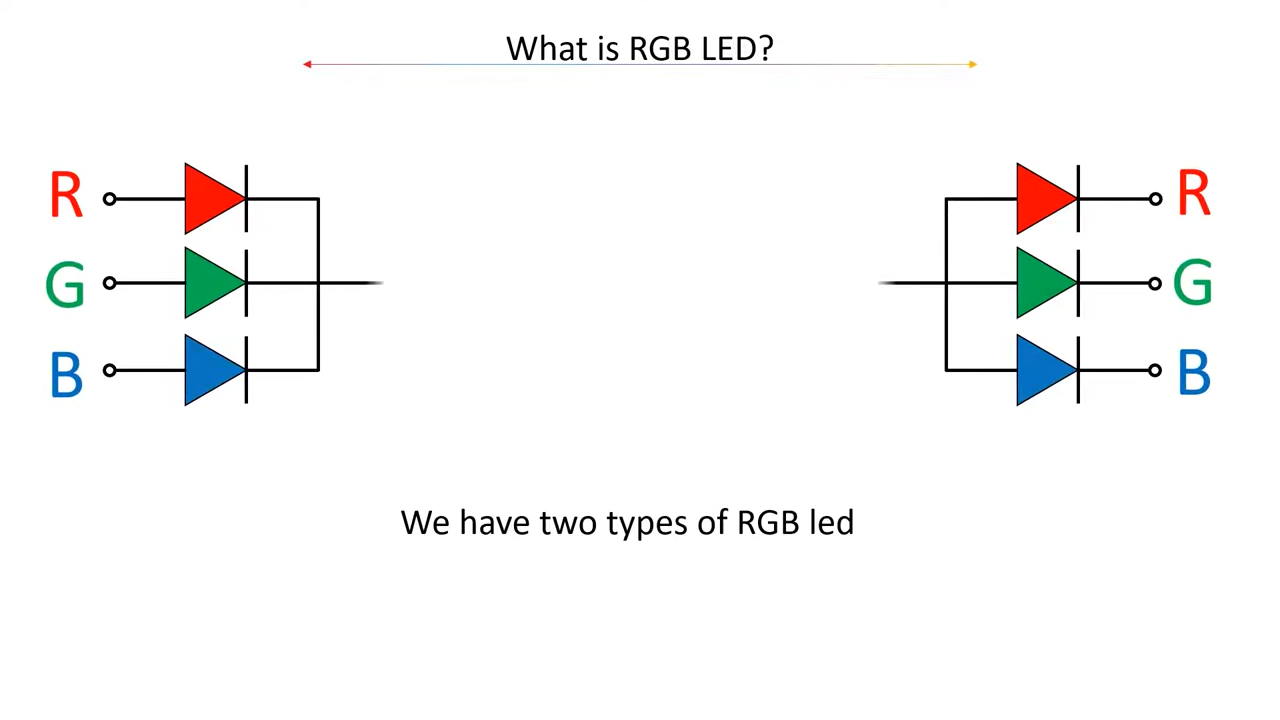 What is RGB LED?
R R
G G
B B
We have two types of RGB led